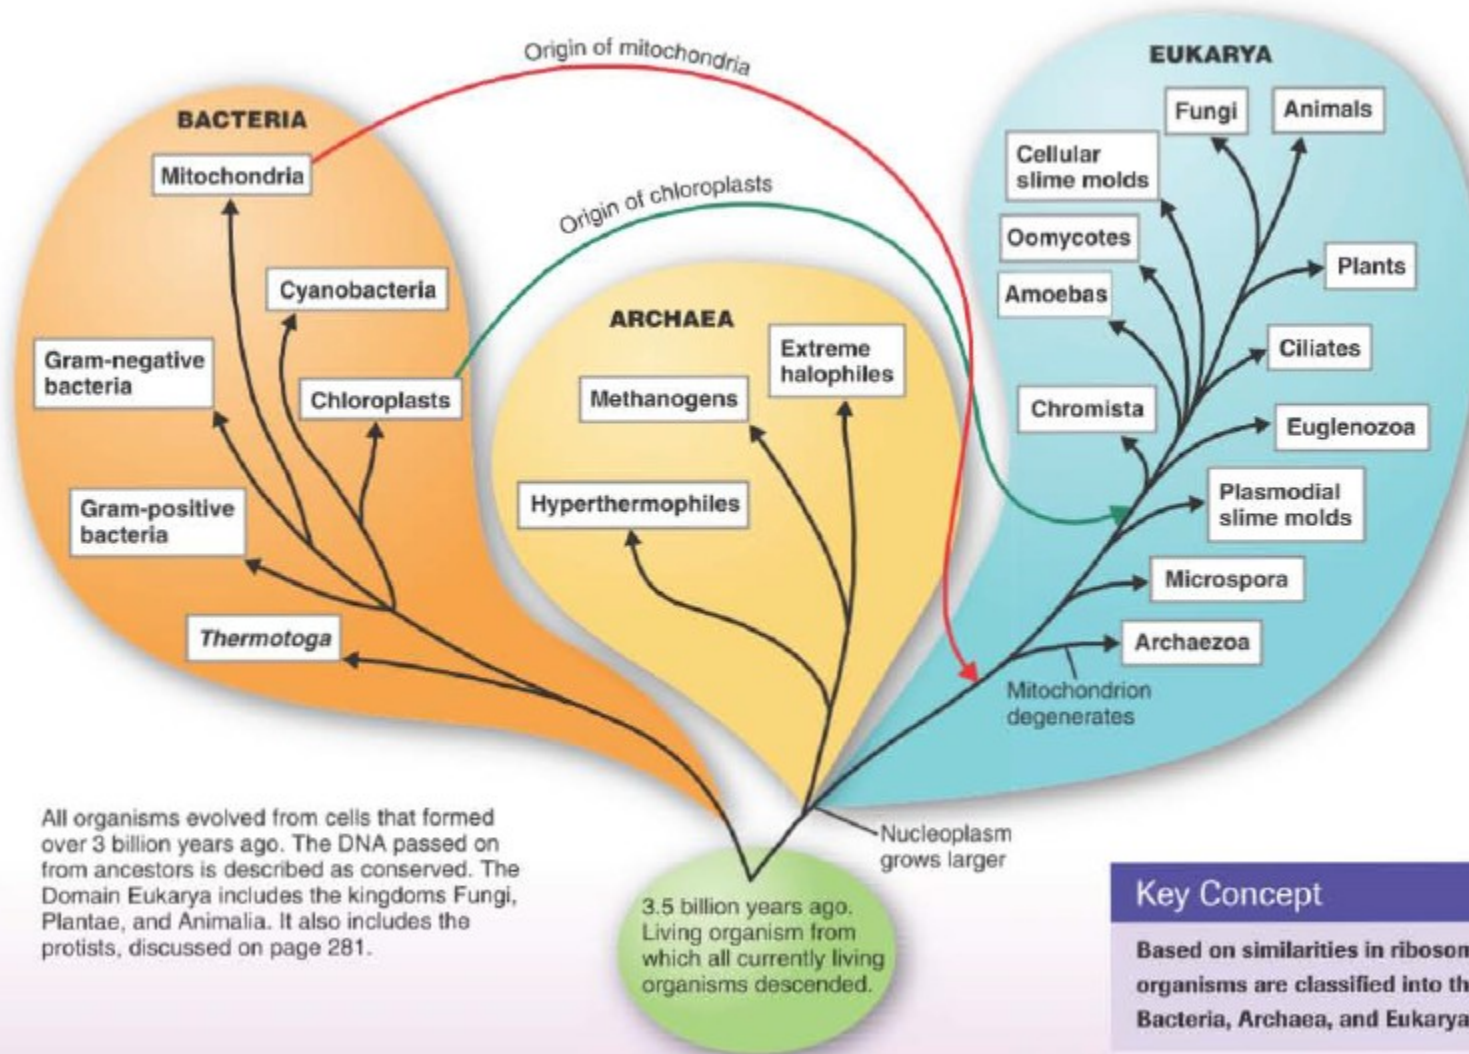 Origin of mitochondria
Origin of chloroplasts
BACTERIA
Mitochondria
Cyanobacteria
Gram-negative
bacteria
Chloroplasts
Gram-positive
bacteria
Thermotoga
ARCHAEA
Extreme
halophiles
Methanogens
Hyperthermophiles
EUKARYA
Fungi
Animals
Cellular
slime molds
Oomycotes
Plants
Amoebas
Ciliates
Chromista
Euglenozoa
Plasmodial
slime molds
Microspora
Archaezoa
Mitochondrion
degenerates
Nucleoplasm
grows larger
All organisms evolved from cells that formed
over 3 billion years ago. The DNA passed on
from ancestors is described as conserved. The
Domain Eukarya includes the kingdoms Fungi,
Plantae, and Animalia. It also includes the
protists, discussed on page 281.
3.5 billion years ago.
Living organism from
which all currently living
organisms descended.
Key Concept
Based on similarities in
organisms are classified into
Bacteria, Archaea, and Eukarya